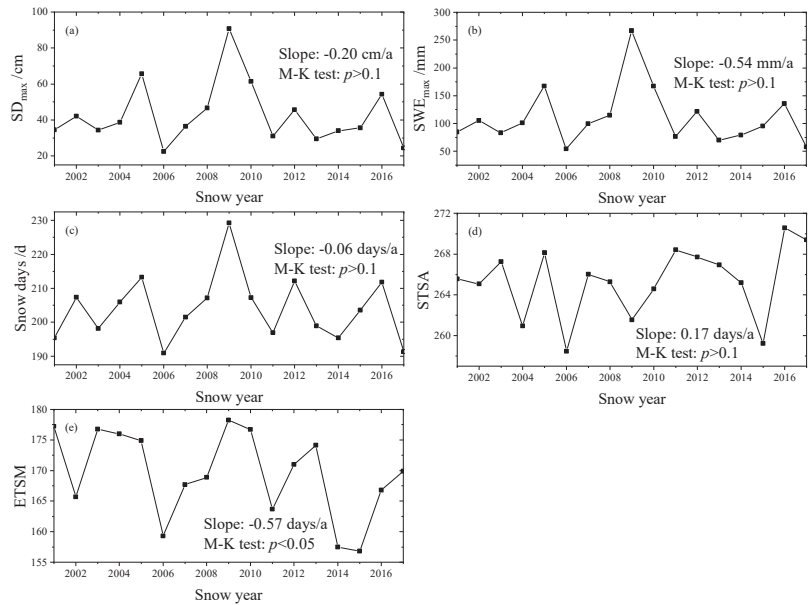 (a)
Slope: -0.20 cm/a
M-K test: p>0.1
SDmax /cm
100
80
60
40
20
2002 2004 2006 2008 2010 2012 2014 2016
Snow year
(b)
Slope: -0.54 mm/a
M-K test: p>0.1
SWEmax /mm
300
250
200
150
100
50
2002 2004 2006 2008 2010 2012 2014 2016
Snow year
(c)
Slope: -0.06 days/a
M-K test: p>0.1
Snow days /d
230
220
210
200
190
2002 2004 2006 2008 2010 2012 2014 2016
Snow year
(d)
Slope: 0.17 days/a
M-K test: p>0.1
STSA
272
268
264
260
2002 2004 2006 2008 2010 2012 2014 2016
Snow year
(e)
Slope: -0.57 days/a
M-K test: p<0.05
ETSM
180
175
170
165
160
155
2002 2004 2006 2008 2010 2012 2014 2016
Snow year